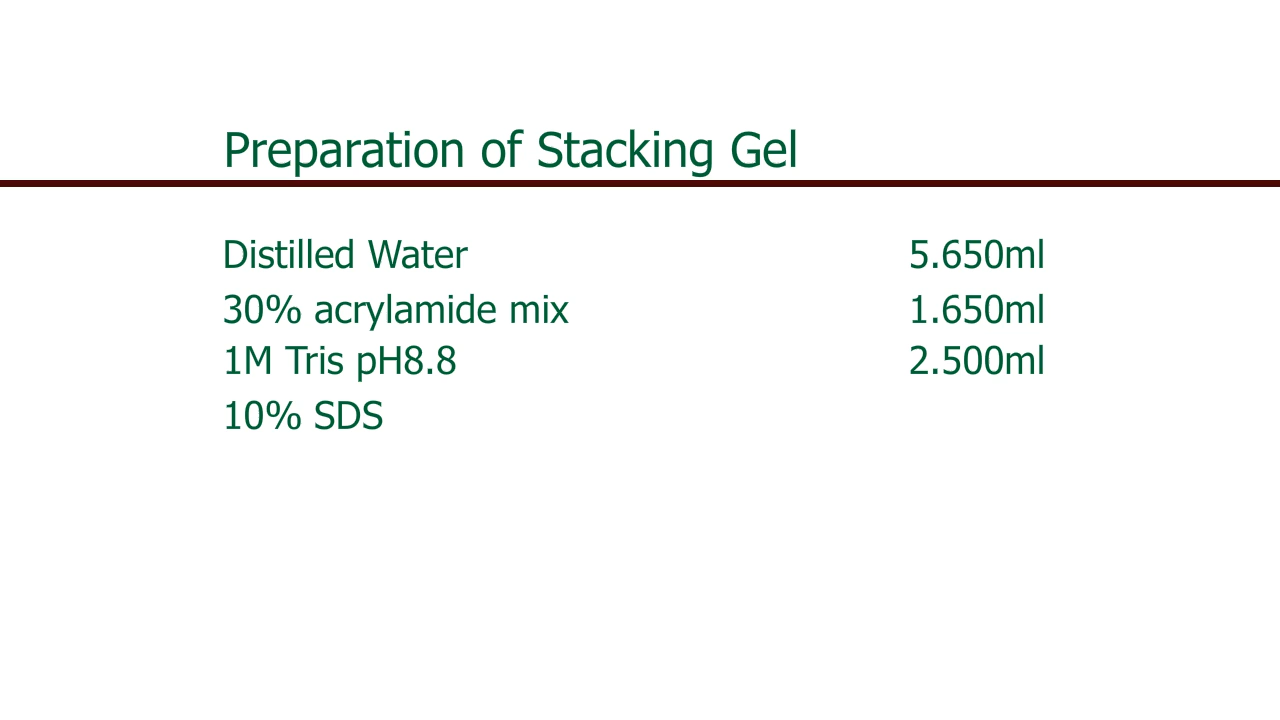 Preparation of Stacking Gel
Distilled Water 5.650ml
30% acrylamide mix 1.650ml
1M Tris pH8.8 2.500ml
10% SDS